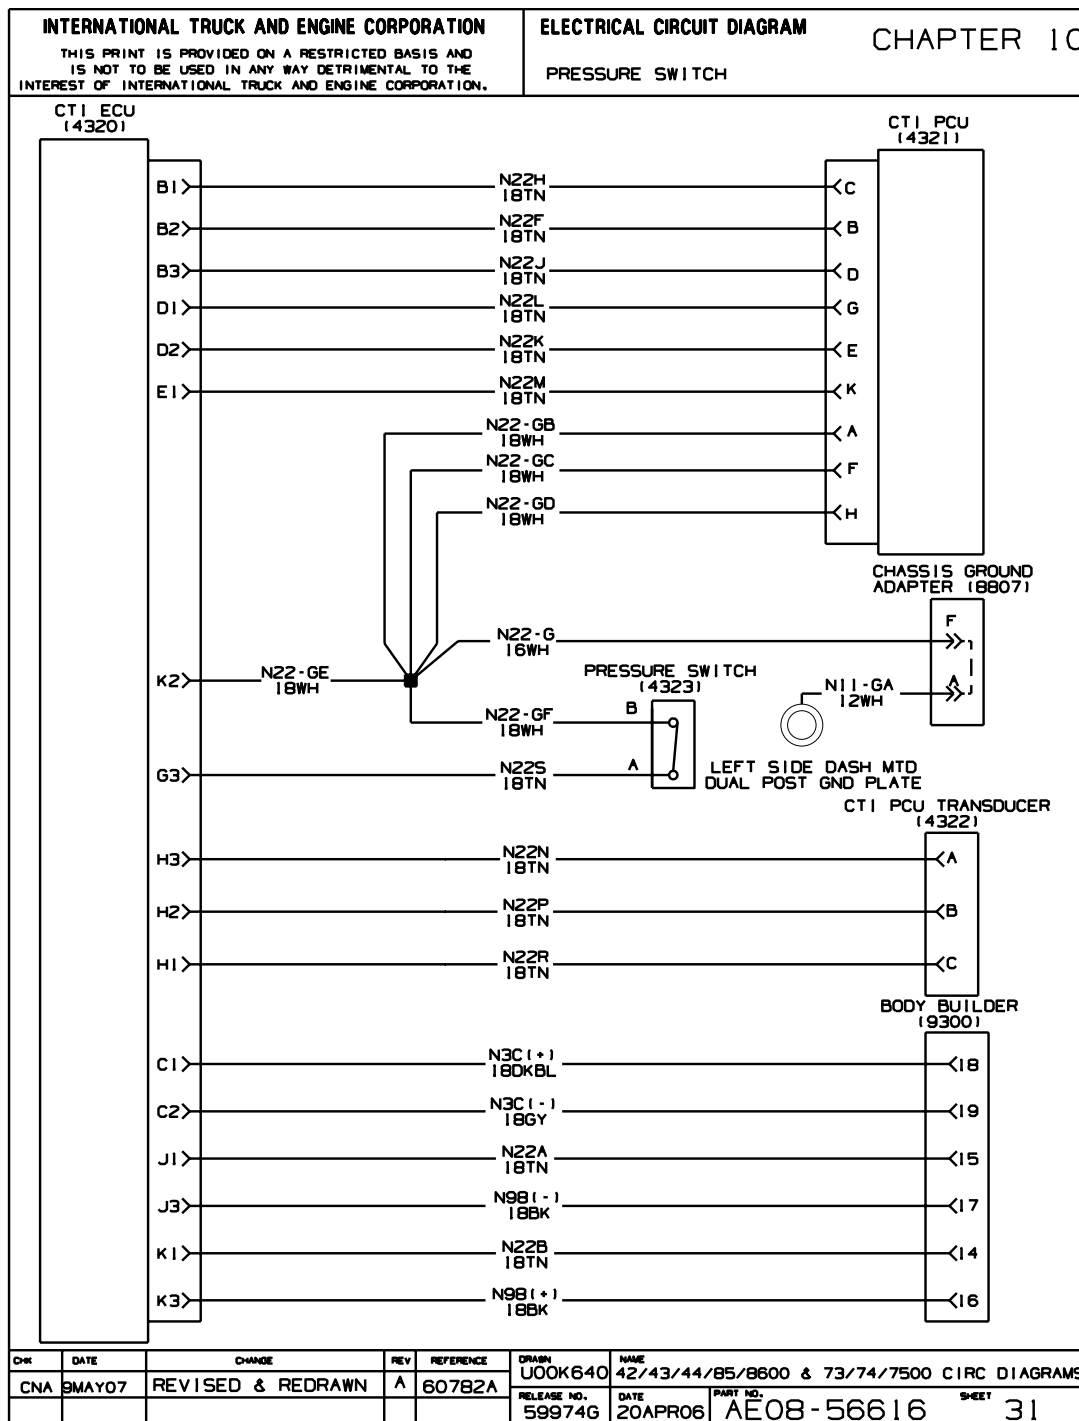 INTERNATIONAL TRUCK AND ENGINE CORPORATION
THIS PRINT IS PROVIDED ON A RESTRICTED BASIS AND
IS NOT TO BE USED IN ANY WAY DETRIMENTAL TO THE
INTEREST OF INTERNATIONAL TRUCK AND ENGINE CORPORATION.
ELECTRICAL CIRCUIT DIAGRAM
PRESSURE SWITCH
CHAPTER 10
CTI ECU
(4320)
CTI PCU
(4321)
B1 N22H C
18TN
B2 N22F B
18TN
B3 N22J D
18TN
D1 N22L G
18TN
D2 N22K E
18TN
E1 N22M K
18TN
N22-GB A
18WH
N22-GC F
18WH
N22-GD H
18WH
CHASSIS GROUND
ADAPTER (8807)
F
N22-G
16WH
K2 N22-GE
18WH
PRESSURE SWITCH
(4323)
N11-GA A
12WH
B
N22-GF
18WH
G3 N22S A
18TN
LEFT SIDE DASH MTD
DUAL POST GND PLATE
CTI PCU TRANSDUCER
(4322)
H3 N22N A
18TN
H2 N22P B
18TN
H1 N22R C
18TN
BODY BUILDER
(9300)
C1 N3C(+) 18
18DKBL
C2 N3C(-) 19
18GY
J1 N22A 15
18TN
J3 N98(-) 17
18BK
K1 N22B 14
18TN
K3 N98(+) 16
18BK
CHK DATE CHANGE REV REFERENCE
CNA 9MAY07 REVISED & REDRAWN A 60782A
DRAWN
U00K640
NAME
42/43/44/85/8600 & 73/74/7500 CIRC DIAGRAMS
RELEASE NO.
59974G
DATE
20APR06
PART NO.
AE08-56616
SHEET
31